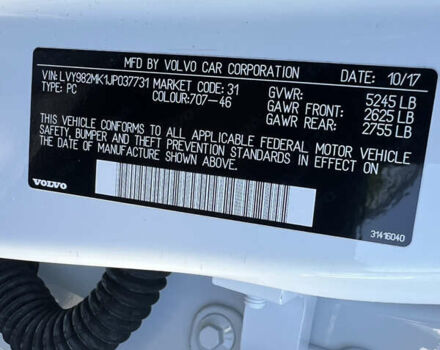 MFD BY VOLVO CAR CORPORATION DATE: 10/17
VIN: LVY982MK1JP037731 MARKET CODE: 31 GVWR: 5245 LB
TYPE: PC COLOUR: 707-46 GAWR FRONT: 2625 LB
GAWR REAR: 2755 LB
THIS VEHICLE CONFORMS TO ALL APPLICABLE FEDERAL MOTOR VEHICLE
SAFETY, BUMPER AND THEFT PREVENTION STANDARDS IN EFFECT ON
THE DATE OF MANUFACTURE SHOWN ABOVE.
VOLVO
31416040